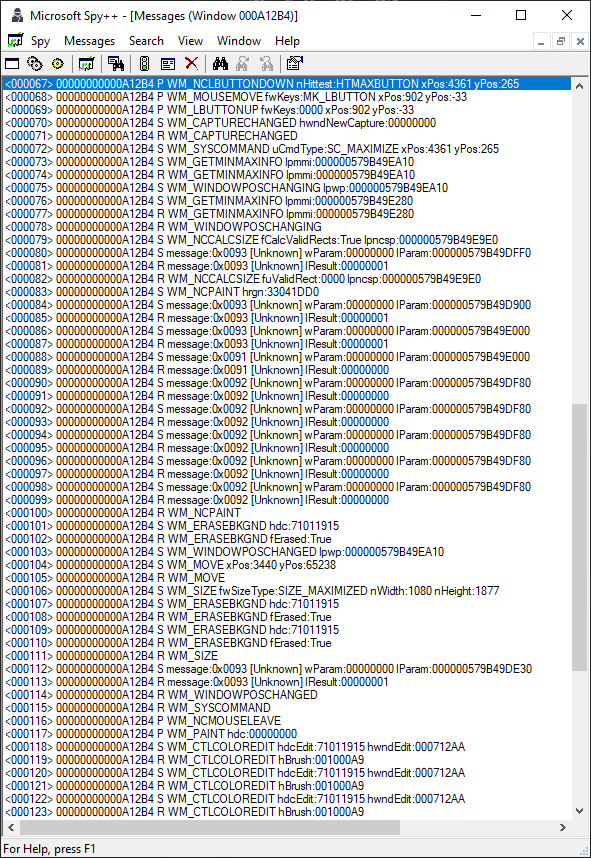 Microsoft Spy++ - [Messages (Window 000A12B4)]
Spy Messages Search View Window Help
<000067> 00000000000A12B4 P WM_NCLBUTTONDOWN nHittest:HTMAXBUTTON xPos:4361 yPos:265
<000068> 00000000000A12B4 P WM_MOUSEMOVE fwKeys:MK_LBUTTON xPos:902 yPos:-33
<000069> 00000000000A12B4 P WM_LBUTTONUP fwKeys:0000 xPos:902 yPos:-33
<000070> 00000000000A12B4 S WM_CAPTURECHANGED hwndNewCapture:00000000
<000071> 00000000000A12B4 R WM_CAPTURECHANGED
<000072> 00000000000A12B4 S WM_SYSCOMMAND uCmdType:SC_MAXIMIZE xPos:4361 yPos:265
<000073> 00000000000A12B4 S WM_GETMINMAXINFO lpmmi:000000579B49EA10
<000074> 00000000000A12B4 R WM_GETMINMAXINFO lpmmi:000000579B49EA10
<000075> 00000000000A12B4 S WM_WINDOWPOSCHANGING lpwp:000000579B49EA10
<000076> 00000000000A12B4 S WM_GETMINMAXINFO lpmmi:000000579B49E280
<000077> 00000000000A12B4 R WM_GETMINMAXINFO lpmmi:000000579B49E280
<000078> 00000000000A12B4 R WM_WINDOWPOSCHANGING
<000079> 00000000000A12B4 S WM_NCCALCSIZE fCalcValidRects:True lpncsp:000000579B49E9E0
<000080> 00000000000A12B4 S message:0x0093 [Unknown] wParam:00000000 lParam:000000579B49DFF0
<000081> 00000000000A12B4 R message:0x0093 [Unknown] lResult:00000001
<000082> 00000000000A12B4 R WM_NCCALCSIZE fuValidRect:0000 lpncsp:000000579B49E9E0
<000083> 00000000000A12B4 S WM_NCPAINT hrgn:33041DD0
<000084> 00000000000A12B4 S message:0x0093 [Unknown] wParam:00000000 lParam:000000579B49D900
<000085> 00000000000A12B4 R message:0x0093 [Unknown] lResult:00000001
<000086> 00000000000A12B4 S message:0x0093 [Unknown] wParam:00000000 lParam:000000579B49E000
<000087> 00000000000A12B4 R message:0x0093 [Unknown] lResult:00000001
<000088> 00000000000A12B4 S message:0x0091 [Unknown] wParam:00000000 lParam:000000579B49E000
<000089> 00000000000A12B4 R message:0x0091 [Unknown] lResult:00000000
<000090> 00000000000A12B4 S message:0x0092 [Unknown] wParam:00000000 lParam:000000579B49DF80
<000091> 00000000000A12B4 R message:0x0092 [Unknown] lResult:00000000
<000092> 00000000000A12B4 S message:0x0092 [Unknown] wParam:00000000 lParam:000000579B49DF80
<000093> 00000000000A12B4 R message:0x0092 [Unknown] lResult:00000000
<000094> 00000000000A12B4 S message:0x0092 [Unknown] wParam:00000000 lParam:000000579B49DF80
<000095> 00000000000A12B4 R message:0x0092 [Unknown] lResult:00000000
<000096> 00000000000A12B4 S message:0x0092 [Unknown] wParam:00000000 lParam:000000579B49DF80
<000097> 00000000000A12B4 R message:0x0092 [Unknown] lResult:00000000
<000098> 00000000000A12B4 S message:0x0092 [Unknown] wParam:00000000 lParam:000000579B49DF80
<000099> 00000000000A12B4 R message:0x0092 [Unknown] lResult:00000000
<000100> 00000000000A12B4 R WM_NCPAINT
<000101> 00000000000A12B4 S WM_ERASEBKGND hdc:71011915
<000102> 00000000000A12B4 R WM_ERASEBKGND fErased:True
<000103> 00000000000A12B4 S WM_WINDOWPOSCHANGED lpwp:000000579B49EA10
<000104> 00000000000A12B4 S WM_MOVE xPos:3440 yPos:65238
<000105> 00000000000A12B4 R WM_MOVE
<000106> 00000000000A12B4 S WM_SIZE fwSizeType:SIZE_MAXIMIZED nWidth:1080 nHeight:1877
<000107> 00000000000A12B4 S WM_ERASEBKGND hdc:71011915
<000108> 00000000000A12B4 R WM_ERASEBKGND fErased:True
<000109> 00000000000A12B4 S WM_ERASEBKGND hdc:71011915
<000110> 00000000000A12B4 R WM_ERASEBKGND fErased:True
<000111> 00000000000A12B4 R WM_SIZE
<000112> 00000000000A12B4 S message:0x0093 [Unknown] wParam:00000000 lParam:000000579B49DE30
<000113> 00000000000A12B4 R message:0x0093 [Unknown] lResult:00000001
<000114> 00000000000A12B4 R WM_WINDOWPOSCHANGED
<000115> 00000000000A12B4 R WM_SYSCOMMAND
<000116> 00000000000A12B4 P WM_NCMOUSELEAVE
<000117> 00000000000A12B4 P WM_PAINT hdc:00000000
<000118> 00000000000A12B4 S WM_CTLCOLOREDIT hdcEdit:71011915 hwndEdit:000712AA
<000119> 00000000000A12B4 R WM_CTLCOLOREDIT hBrush:001000A9
<000120> 00000000000A12B4 S WM_CTLCOLOREDIT hdcEdit:71011915 hwndEdit:000712AA
<000121> 00000000000A12B4 R WM_CTLCOLOREDIT hBrush:001000A9
<000122> 00000000000A12B4 S WM_CTLCOLOREDIT hdcEdit:71011915 hwndEdit:000712AA
<000123> 00000000000A12B4 R WM_CTLCOLOREDIT hBrush:001000A9
For Help, press F1